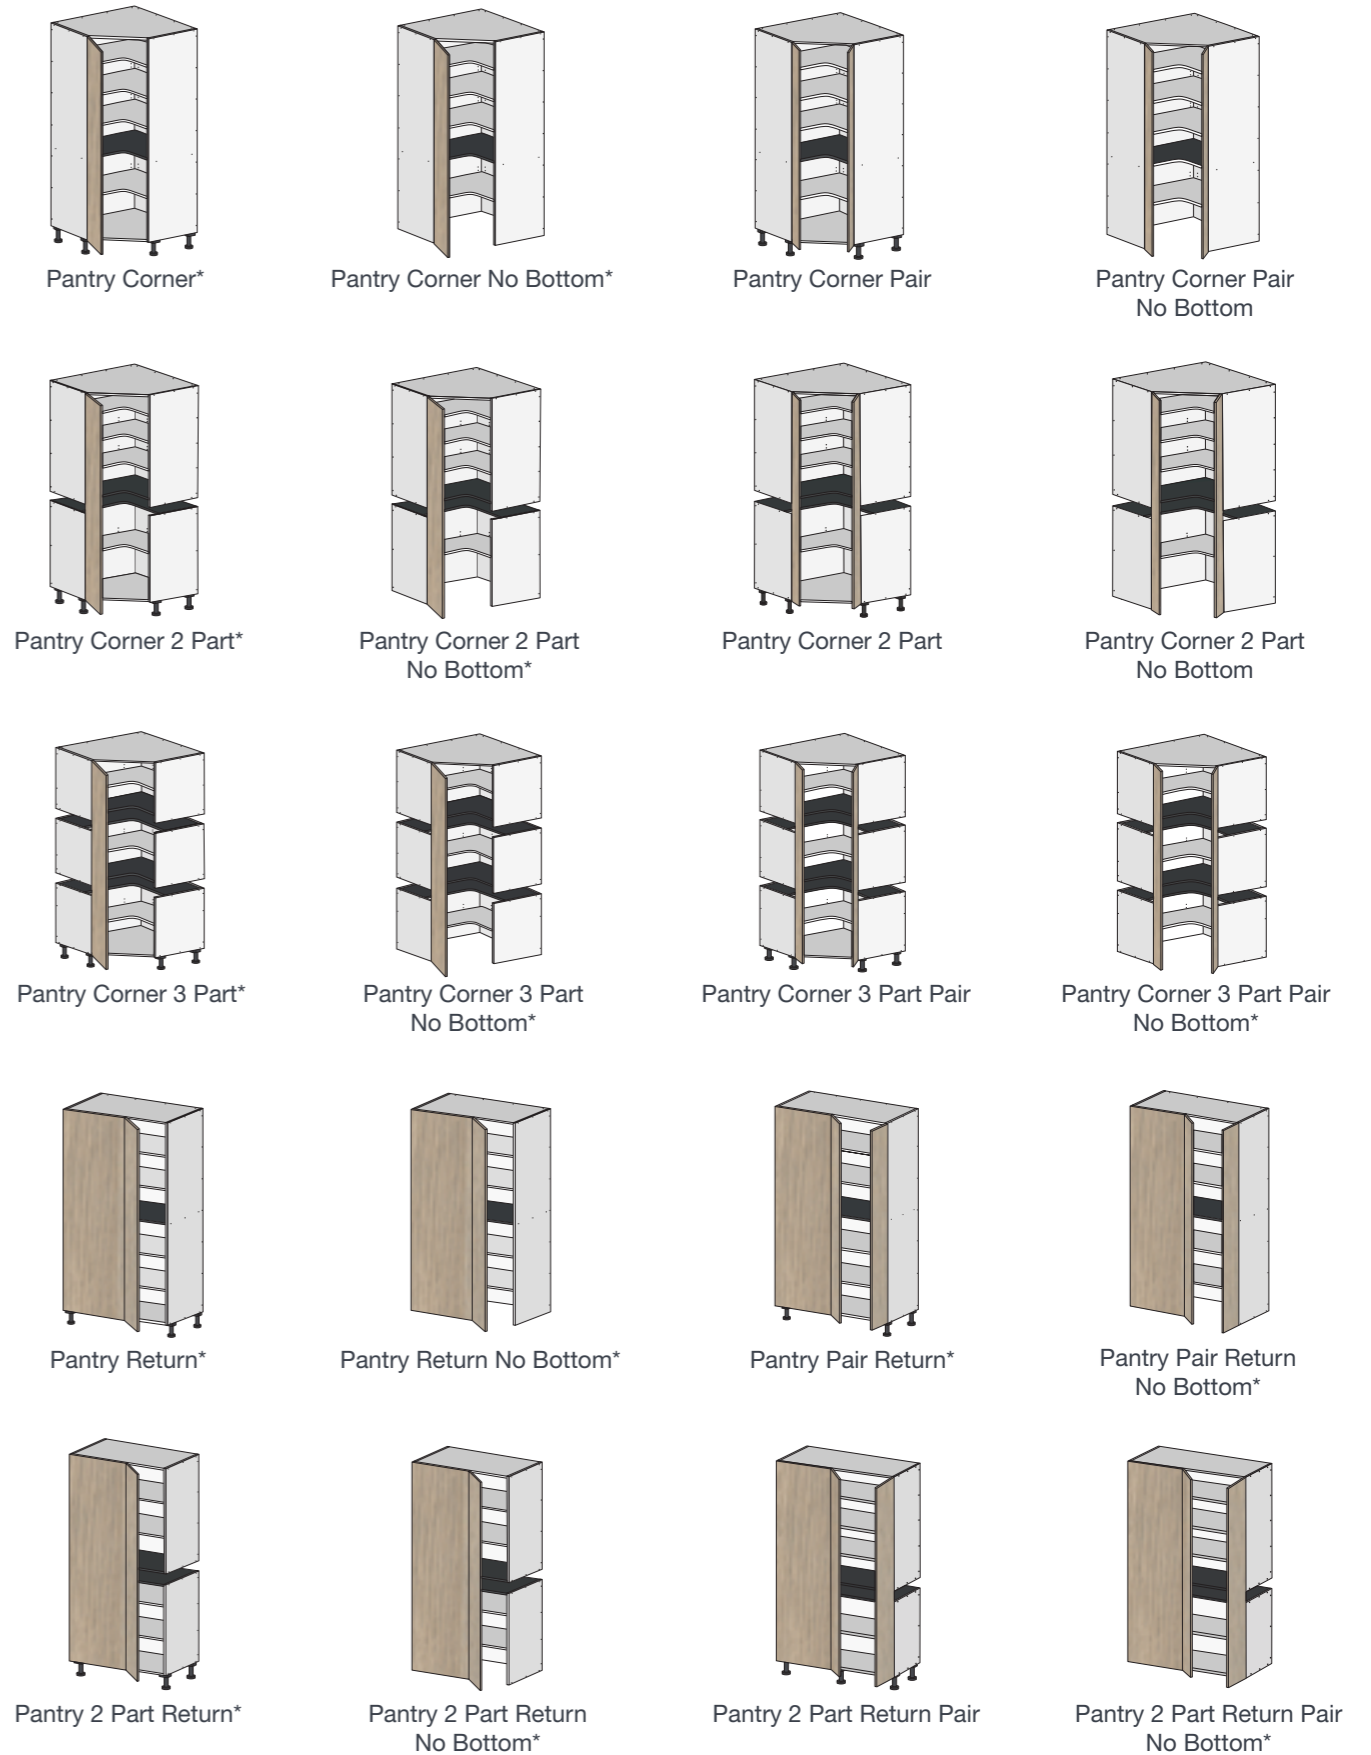 Pantry Corner*
Pantry Corner No Bottom*
Pantry Corner Pair
Pantry Corner Pair
No Bottom
Pantry Corner 2 Part*
Pantry Corner 2 Part
No Bottom*
Pantry Corner 2 Part
Pantry Corner 2 Part
No Bottom
Pantry Corner 3 Part*
Pantry Corner 3 Part
No Bottom*
Pantry Corner 3 Part Pair
Pantry Corner 3 Part Pair
No Bottom*
Pantry Return*
Pantry Return No Bottom*
Pantry Pair Return*
Pantry Pair Return
No Bottom*
Pantry 2 Part Return*
Pantry 2 Part Return
No Bottom*
Pantry 2 Part Return Pair
Pantry 2 Part Return Pair
No Bottom*